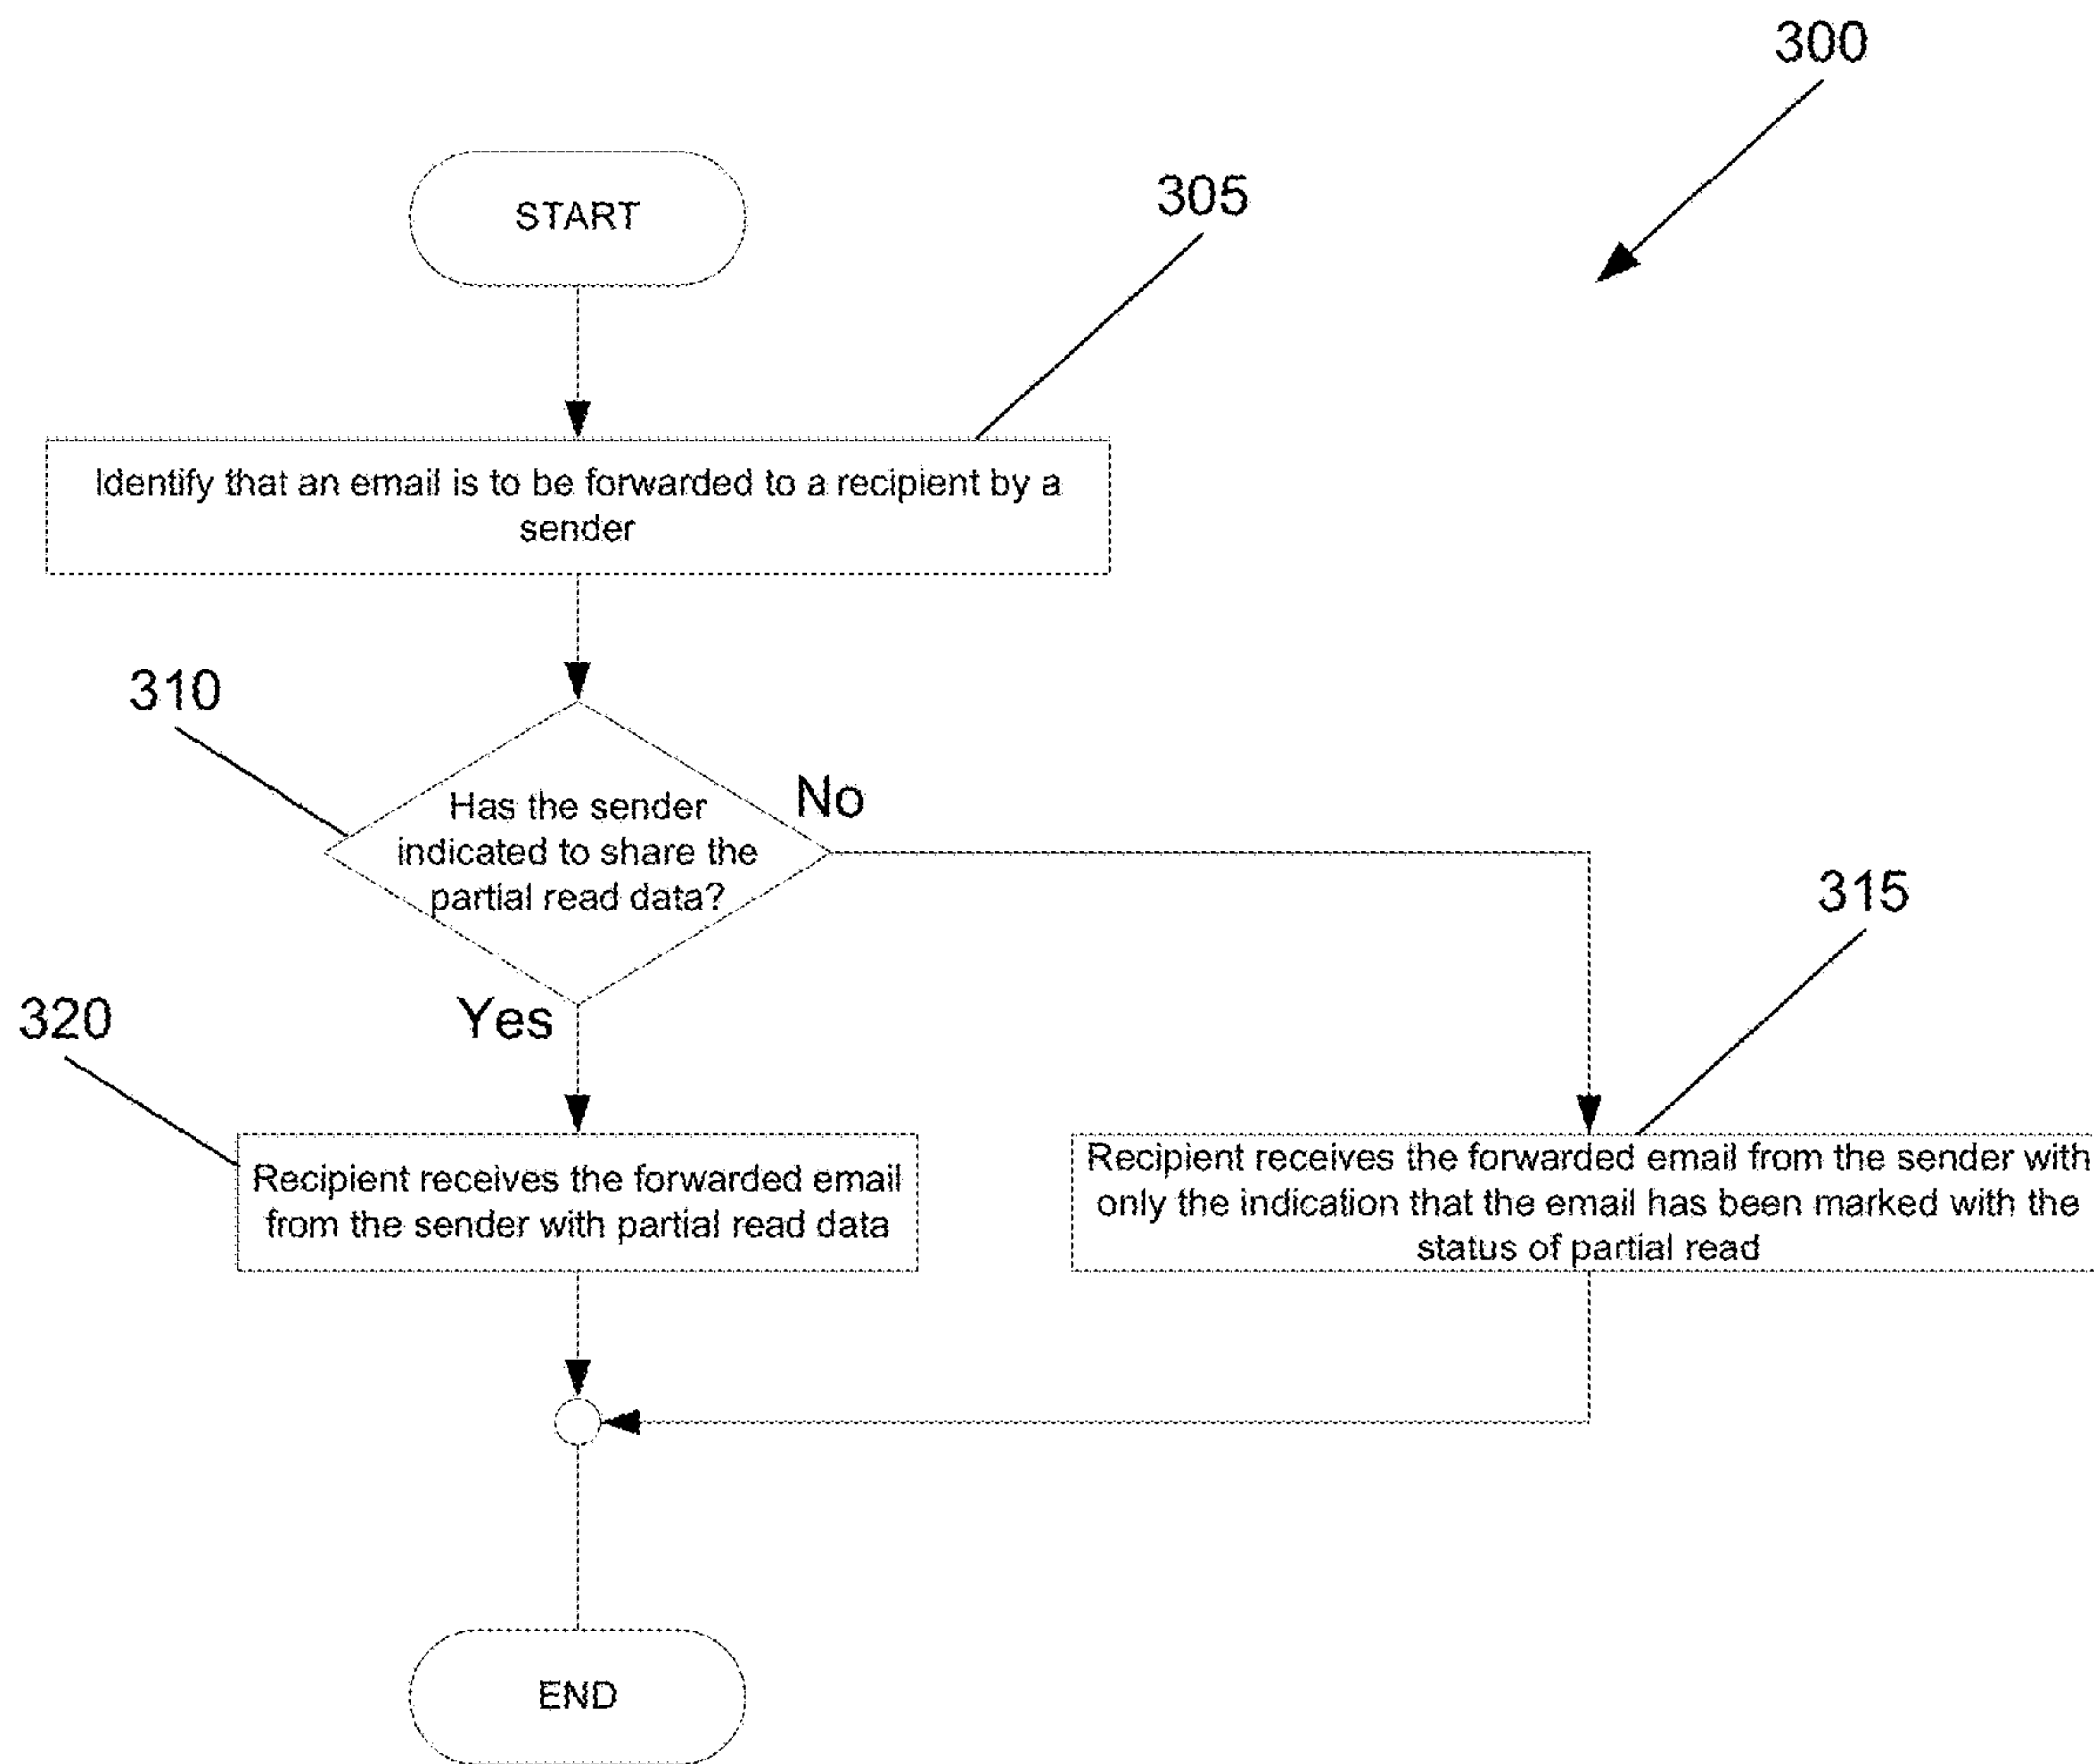 300
START
305
Identify that an email is to be forwarded to a recipient by a
sender
310
Has the sender
indicated to share the
partial read data?
No
Yes
315
320
Recipient receives the forwarded email
from the sender with partial read data
Recipient receives the forwarded email from the sender with
only the indication that the email has been marked with the
status of partial read
END